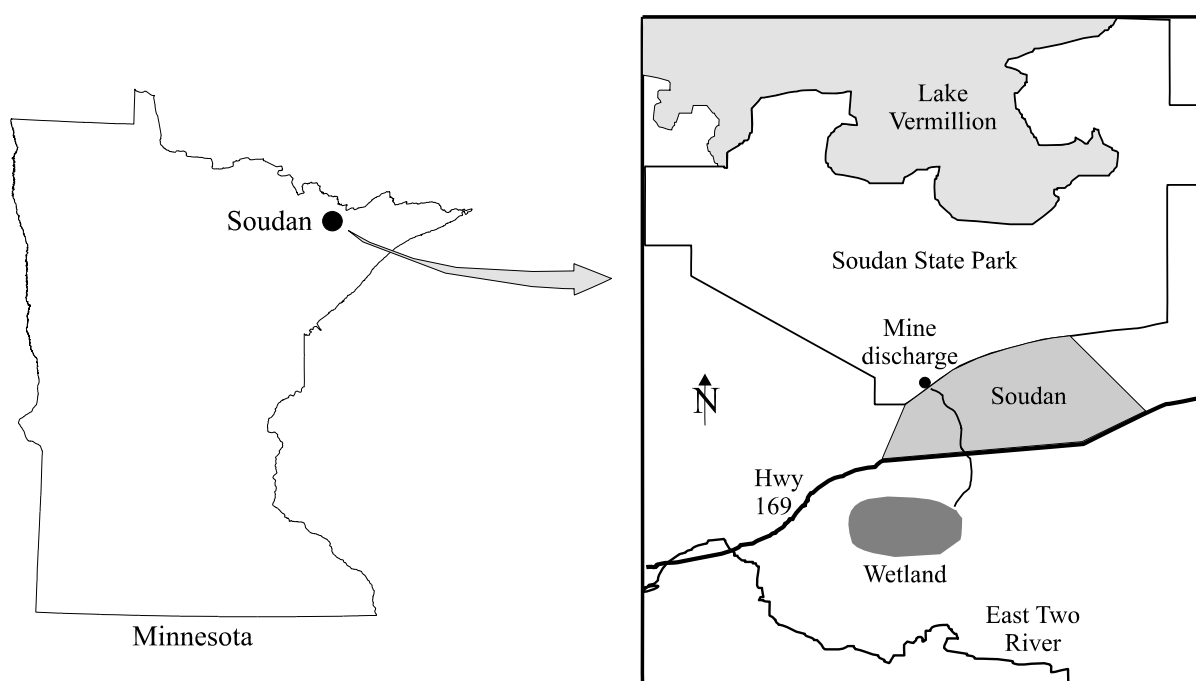 Soudan
Minnesota
Lake
Vermillion
Soudan State Park
Mine
discharge
Soudan
N
Hwy
169
Wetland
East Two
River